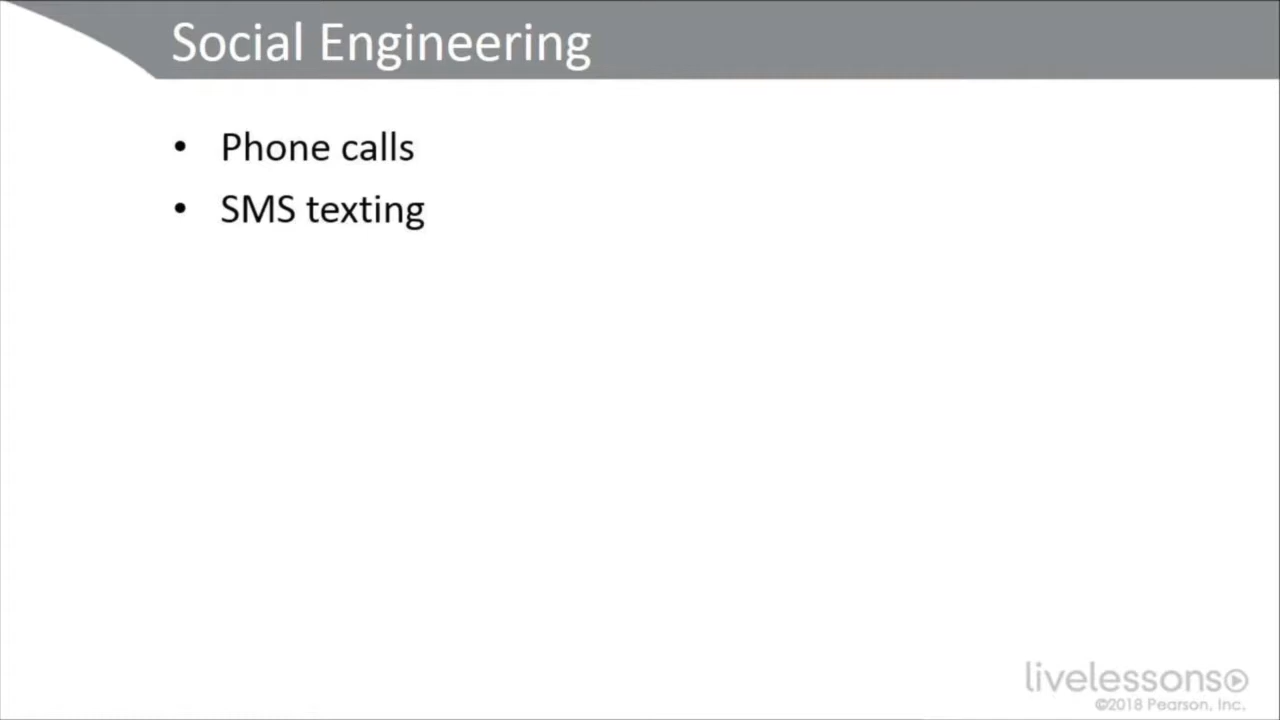 Social Engineering
• Phone calls
• SMS texting
livelessons
©2018 Pearson, Inc.